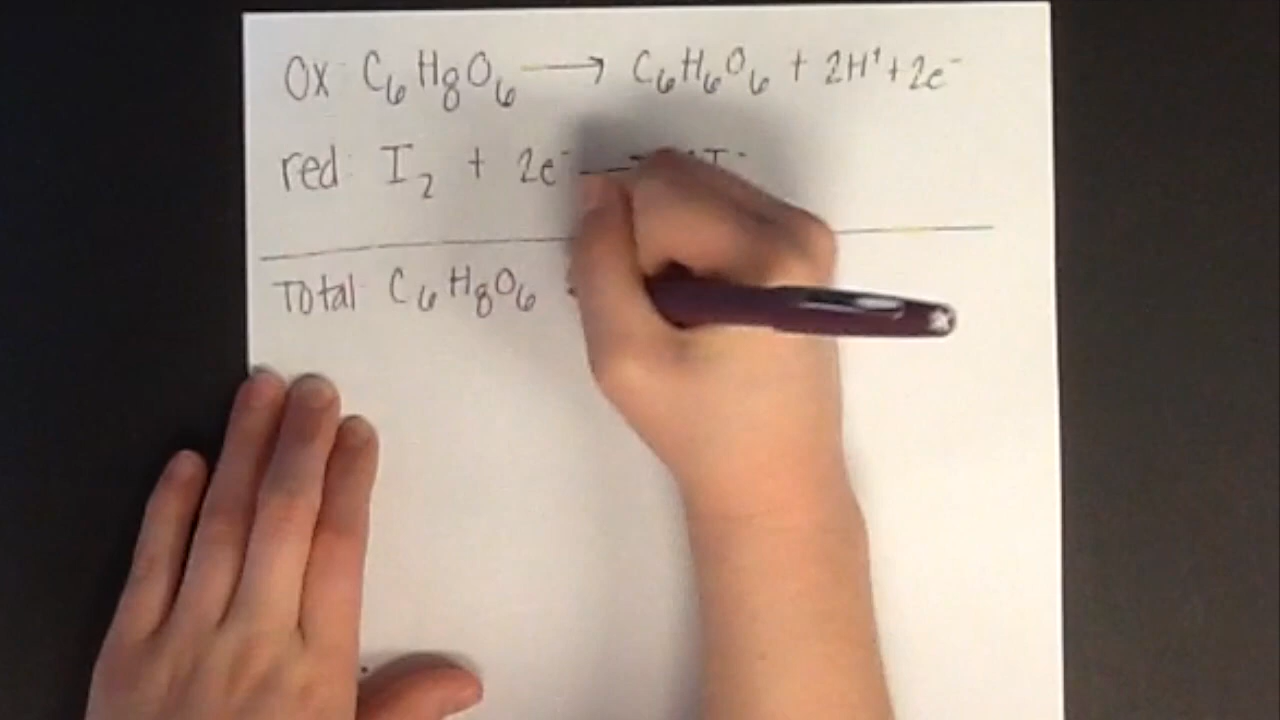 Ox: C₆H₈O₆ ⟶ C₆H₆O₆ + 2H⁺ + 2e⁻
red: I₂ + 2e⁻ ⟶ I⁻
Total C₆H₈O₆